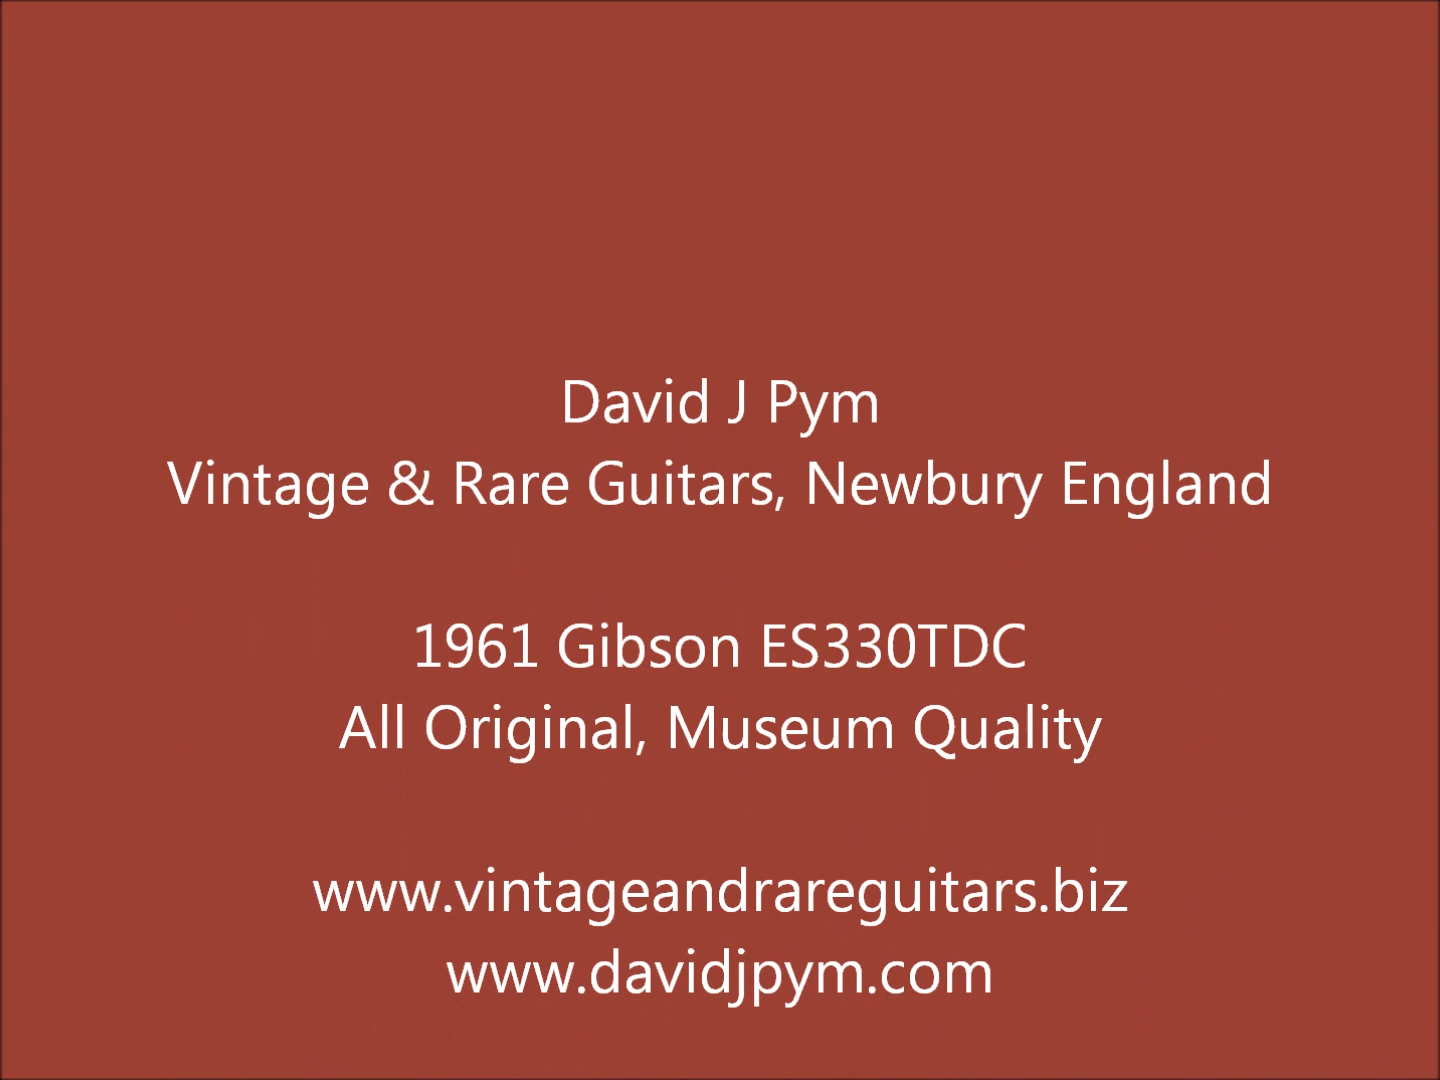 David J Pym
Vintage & Rare Guitars, Newbury England
1961 Gibson ES330TDC
All Original, Museum Quality
www.vintageandrareguitars.biz
www.davidjpym.com